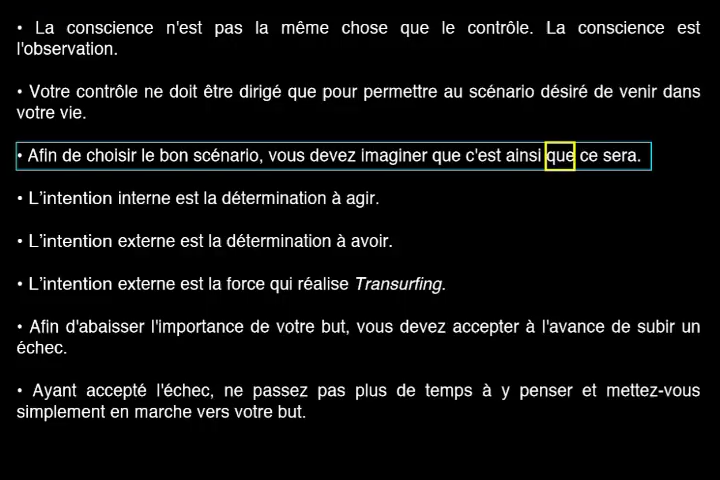 • La conscience n'est pas la même chose que le contrôle. La conscience est
l'observation.
• Votre contrôle ne doit être dirigé que pour permettre au scénario désiré de venir dans
votre vie.
• Afin de choisir le bon scénario, vous devez imaginer que c'est ainsi que ce sera.
• L'intention interne est la détermination à agir.
• L'intention externe est la détermination à avoir.
• L'intention externe est la force qui réalise Transurfing.
• Afin d'abaisser l'importance de votre but, vous devez accepter à l'avance de subir un
échec.
• Ayant accepté l'échec, ne passez pas plus de temps à y penser et mettez-vous
simplement en marche vers votre but.